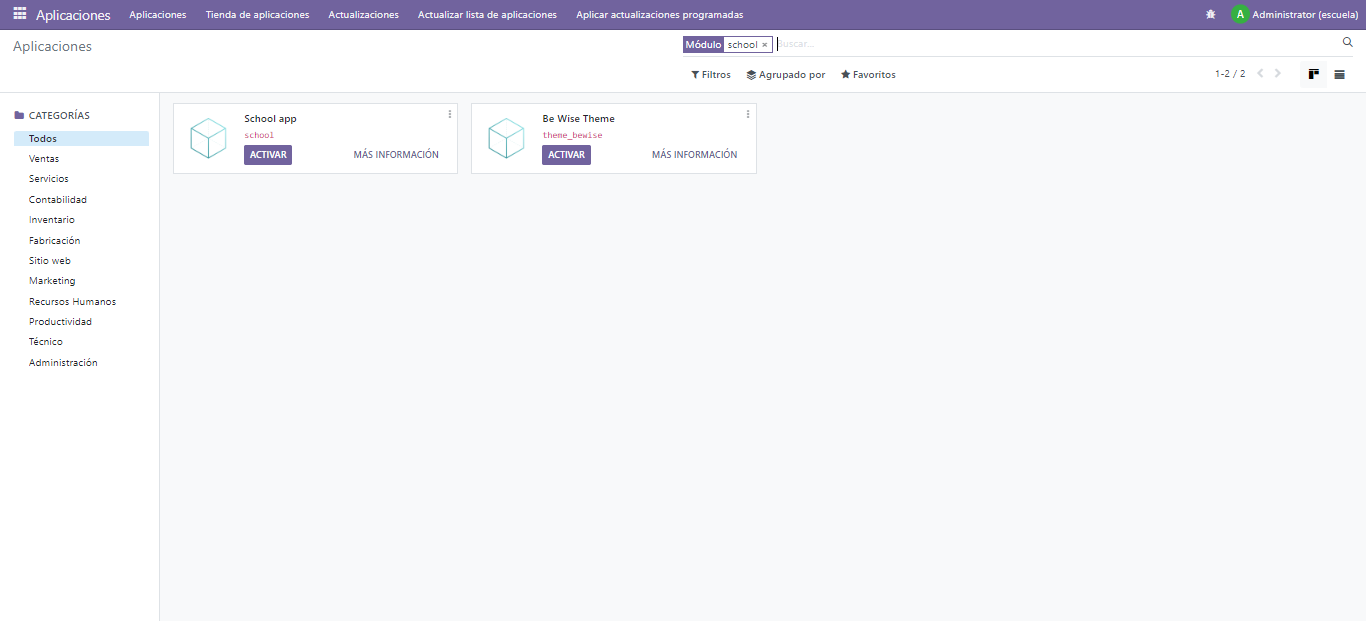 Aplicaciones Aplicaciones Tienda de aplicaciones Actualizaciones Actualizar lista de aplicaciones Aplicar actualizaciones programadas A Administrator (escuela)
Aplicaciones Módulo school × Buscar...
Filtros Agrupado por Favoritos 1-2 / 2
CATEGORÍAS
Todos
Ventas
Servicios
Contabilidad
Inventario
Fabricación
Sitio web
Marketing
Recursos Humanos
Productividad
Técnico
Administración
School app
school
ACTIVAR MÁS INFORMACIÓN
Be Wise Theme
theme_bewise
ACTIVAR MÁS INFORMACIÓN